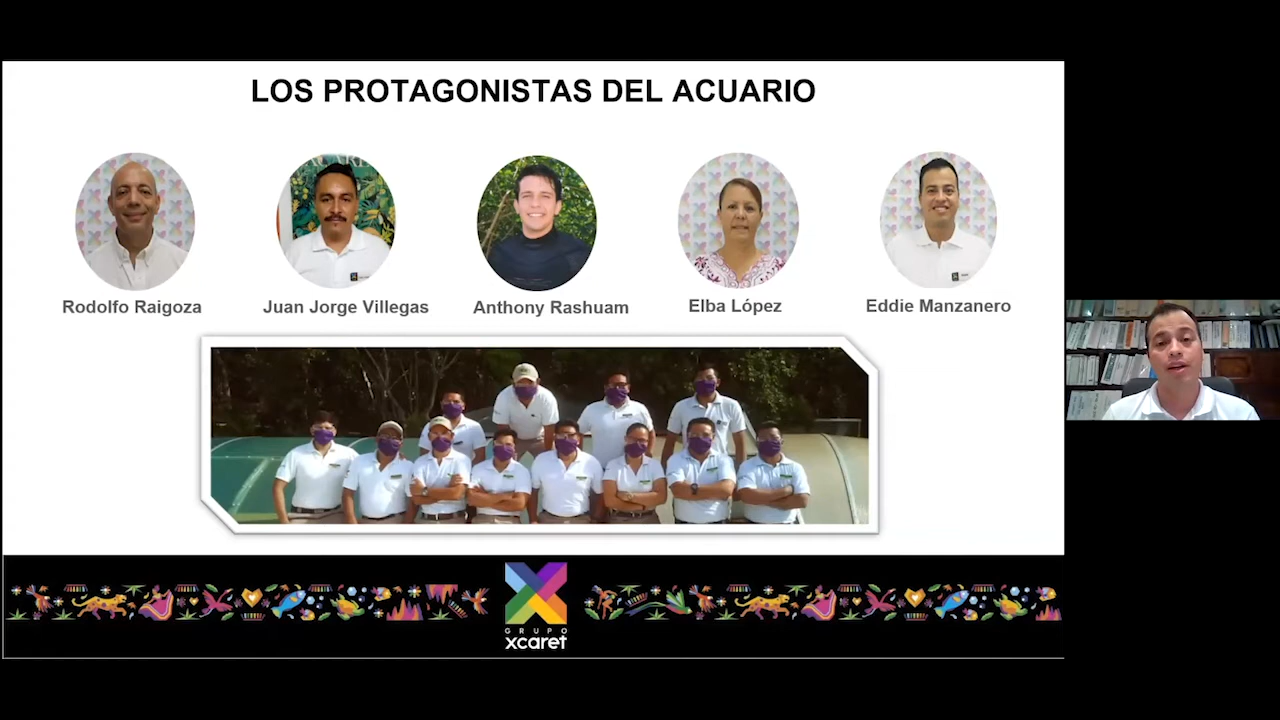 LOS PROTAGONISTAS DEL ACUARIO
Rodolfo Raigoza
Juan Jorge Villegas
Anthony Rashuam
Elba López
Eddie Manzanero
GRUPO
xcaret